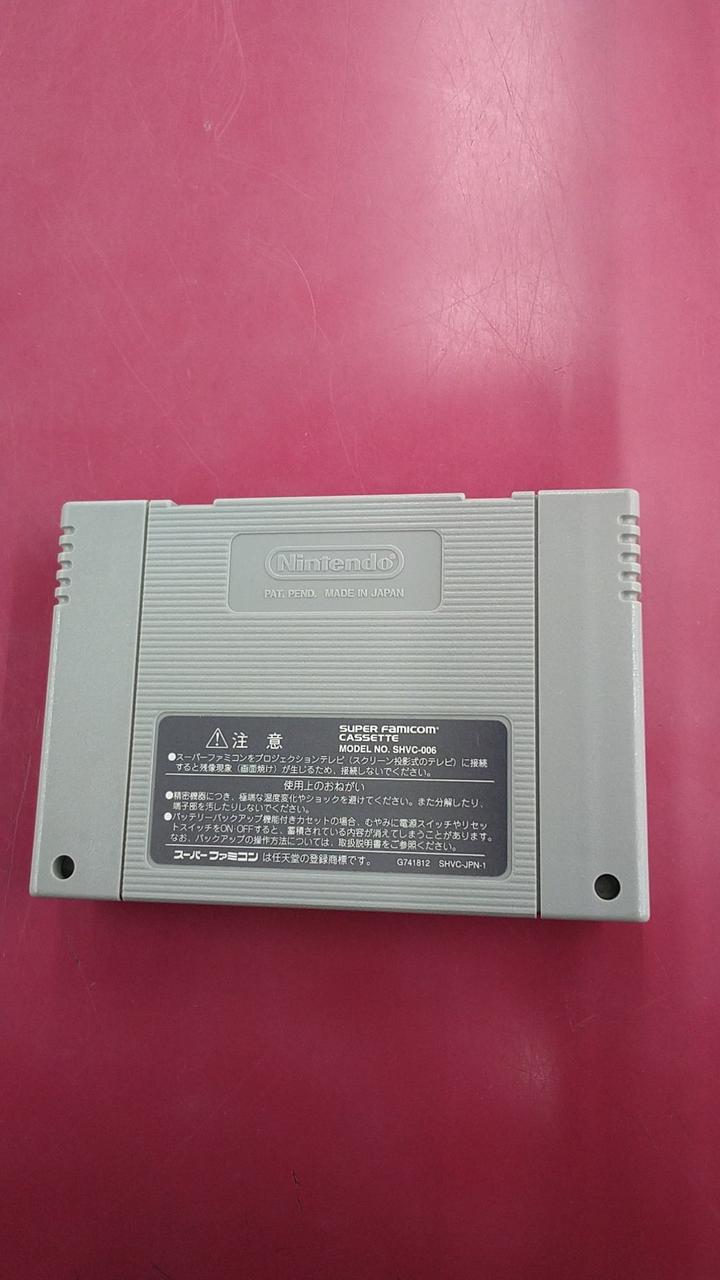 Nintendo®
PAT. PEND. MADE IN JAPAN
注意
SUPER FAMICOM®
CASSETTE
MODEL NO. SHVC-006
●スーパーファミコンをプロジェクションテレビ(スクリーン投影式のテレビ)に接続
すると残像現象(画面焼け)が生じるため、接続しないでください。
使用上のおねがい
●精密機器につき、極端な温度変化やショックを避けてください。また分解したり、
端子部を汚したりしないでください。
●バッテリーバックアップ機能付きカセットの場合、むやみに電源スイッチやリセッ
トスイッチをON/OFFすると、蓄積されている内容が消えてしまうことがあります。
なお、バックアップの操作方法については、取扱説明書をご参照ください。
スーパーファミコン は任天堂の登録商標です。
G741812 SHVC-JPN-1